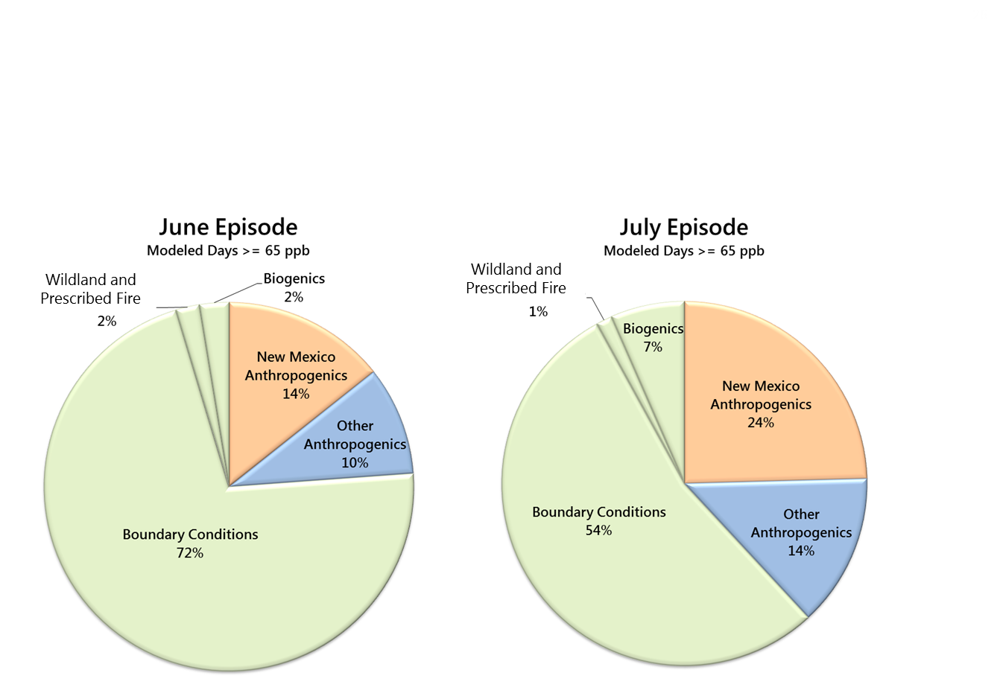 June Episode
Modeled Days >= 65 ppb
Wildland and
Prescribed Fire
2%
Biogenics
2%
New Mexico
Anthropogenics
14%
Other
Anthropogenics
10%
Boundary Conditions
72%
July Episode
Modeled Days >= 65 ppb
Wildland and
Prescribed Fire
1%
Biogenics
7%
New Mexico
Anthropogenics
24%
Other
Anthropogenics
14%
Boundary Conditions
54%